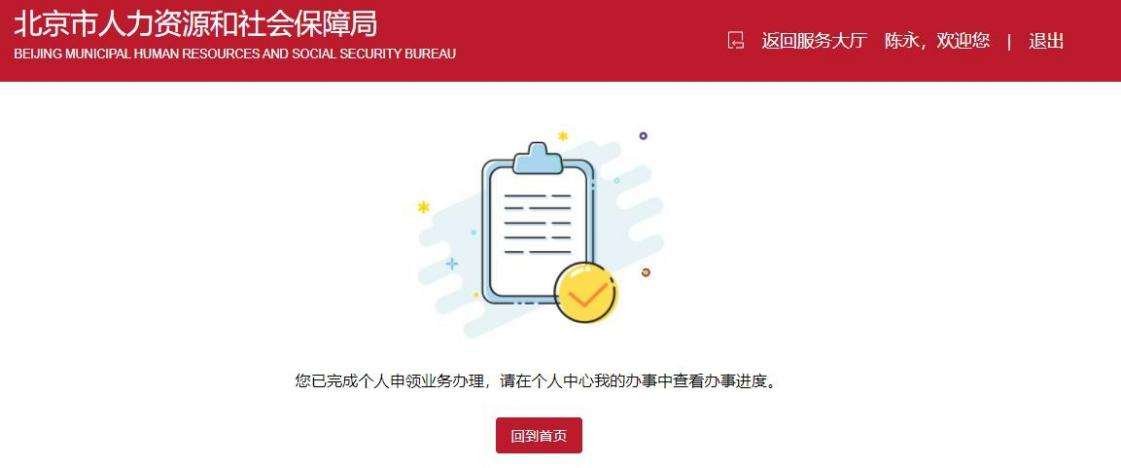 北京市人力资源和社会保障局
BEIJING MUNICIPAL HUMAN RESOURCES AND SOCIAL SECURITY BUREAU
返回服务大厅 陈永，欢迎您 | 退出
您已完成个人申领业务办理，请在个人中心我的办事中查看办事进度。
回到首页